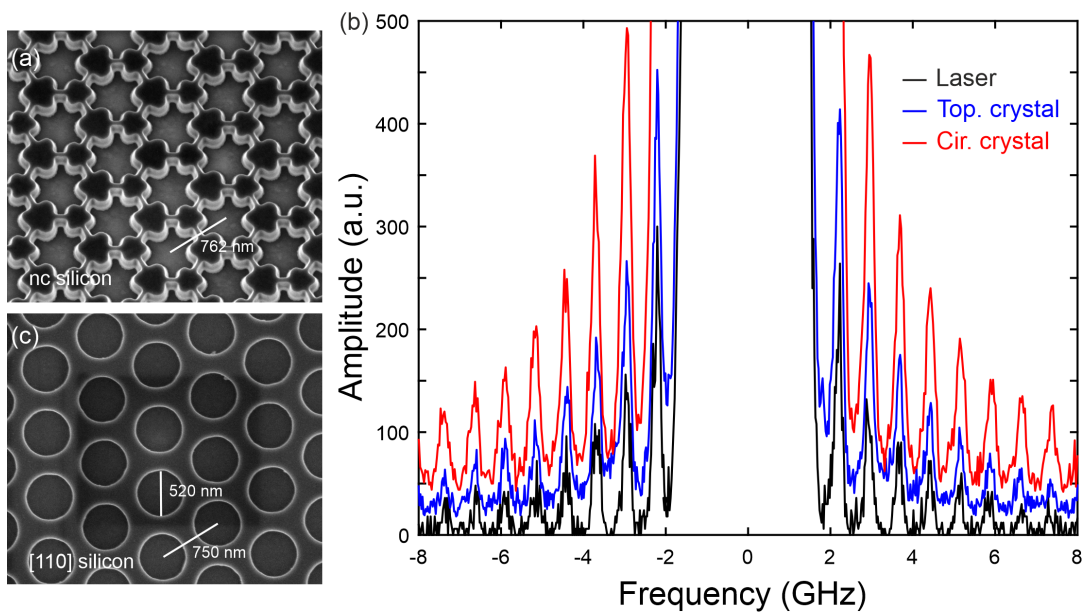 (a)
762 nm
nc silicon
(c)
520 nm
750 nm
[110] silicon
(b)
500
400
300
200
100
0
Amplitude (a.u.)
Laser
Top. crystal
Cir. crystal
-8 -6 -4 -2 0 2 4 6 8
Frequency (GHz)